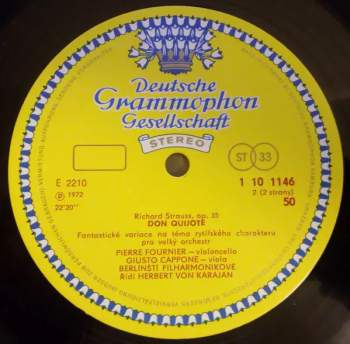 Deutsche
Grammophon
Gesellschaft
STEREO
ST 33
E 2210
℗ 1972
22'20"
1 10 1146
2 (2 strany)
50
Richard Strauss, op. 35
DON QUIJOTE
Fantastické variace na téma rytířského charakteru
pro velký orchestr
PIERRE FOURNIER – violoncello
GIUSTO CAPPONE – viola
BERLINŠTÍ FILHARMONIKOVÉ
Řídí HERBERT VON KARAJAN